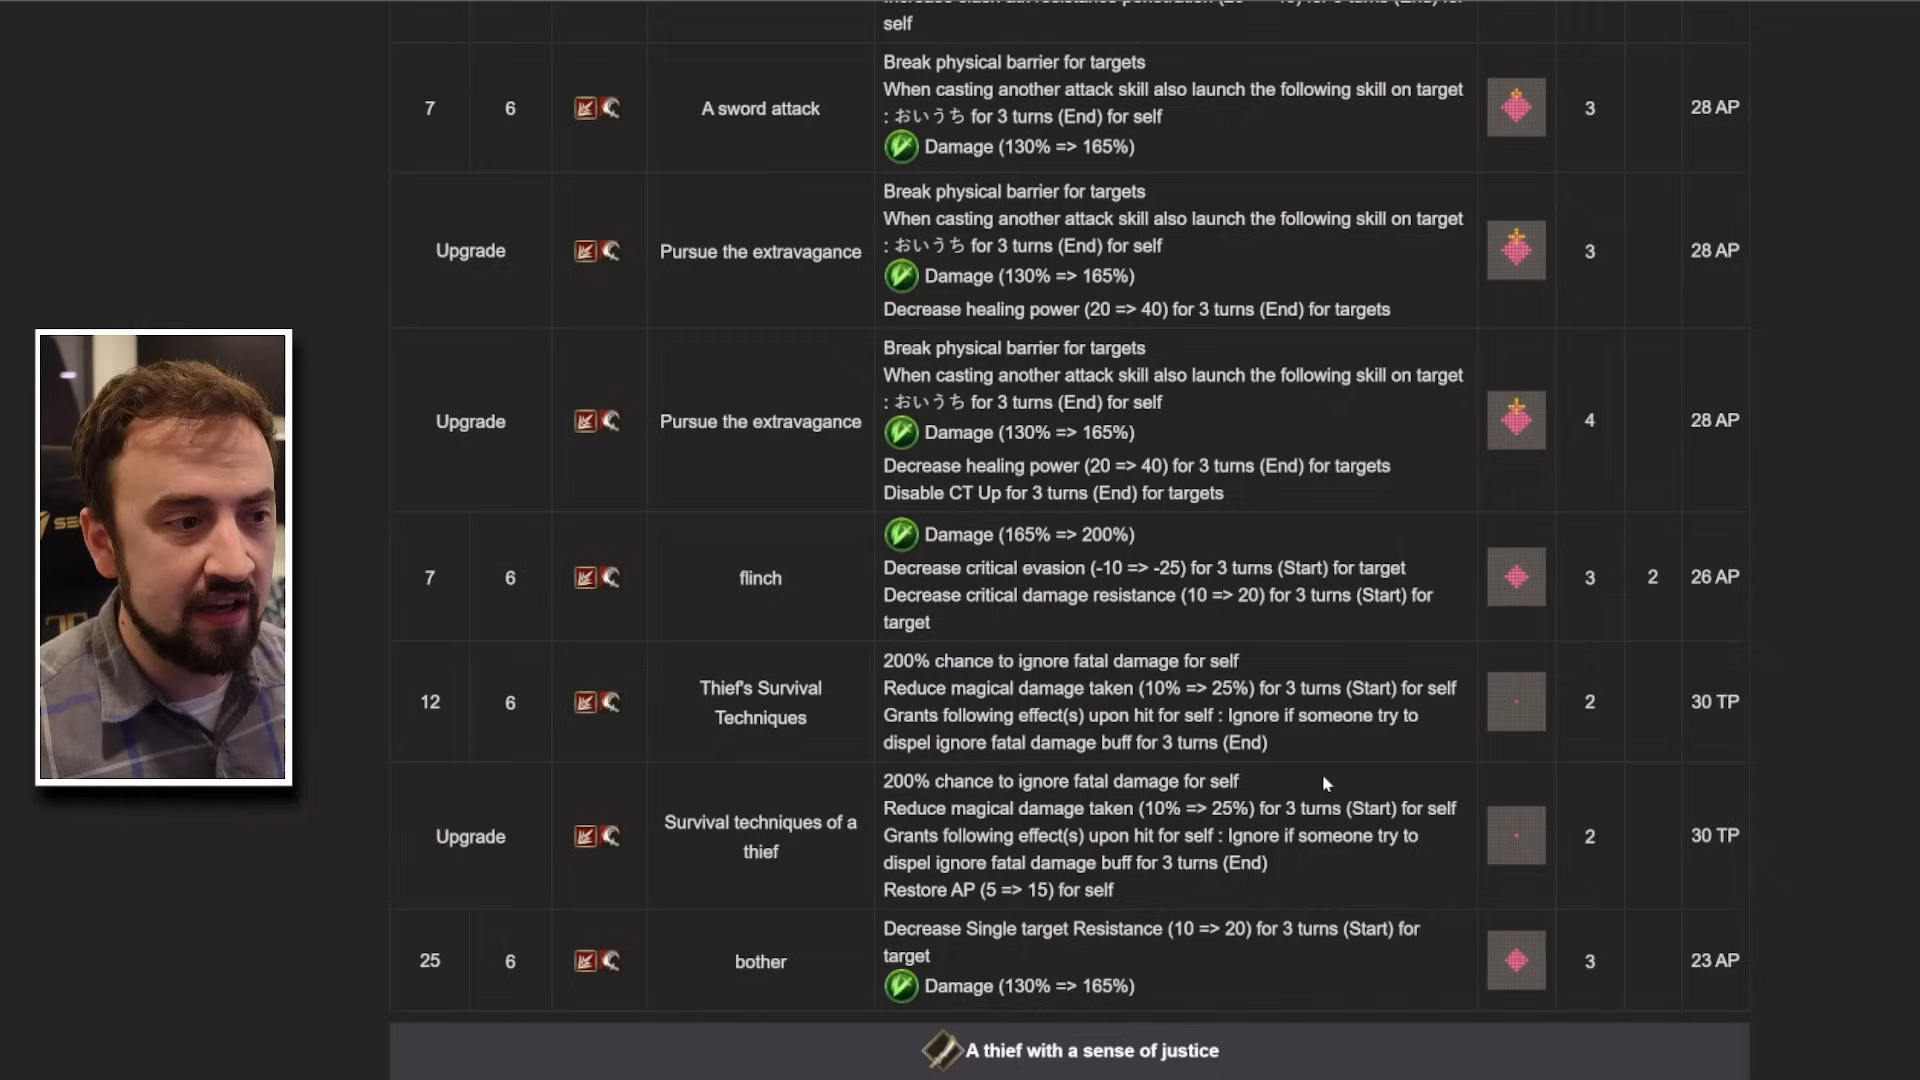 self
7 6 A sword attack
Break physical barrier for targets
When casting another attack skill also launch the following skill on target
: おいうち for 3 turns (End) for self
Damage (130% => 165%)
3 28 AP
Upgrade Pursue the extravagance
Break physical barrier for targets
When casting another attack skill also launch the following skill on target
: おいうち for 3 turns (End) for self
Damage (130% => 165%)
Decrease healing power (20 => 40) for 3 turns (End) for targets
3 28 AP
Upgrade Pursue the extravagance
Break physical barrier for targets
When casting another attack skill also launch the following skill on target
: おいうち for 3 turns (End) for self
Damage (130% => 165%)
Decrease healing power (20 => 40) for 3 turns (End) for targets
Disable CT Up for 3 turns (End) for targets
4 28 AP
7 6 flinch
Damage (165% => 200%)
Decrease critical evasion (-10 => -25) for 3 turns (Start) for target
Decrease critical damage resistance (10 => 20) for 3 turns (Start) for
target
3 2 26 AP
12 6 Thief's Survival
Techniques
200% chance to ignore fatal damage for self
Reduce magical damage taken (10% => 25%) for 3 turns (Start) for self
Grants following effect(s) upon hit for self : Ignore if someone try to
dispel ignore fatal damage buff for 3 turns (End)
2 30 TP
Upgrade Survival techniques of a
thief
200% chance to ignore fatal damage for self
Reduce magical damage taken (10% => 25%) for 3 turns (Start) for self
Grants following effect(s) upon hit for self : Ignore if someone try to
dispel ignore fatal damage buff for 3 turns (End)
Restore AP (5 => 15) for self
2 30 TP
25 6 bother
Decrease Single target Resistance (10 => 20) for 3 turns (Start) for
target
Damage (130% => 165%)
3 23 AP
A thief with a sense of justice